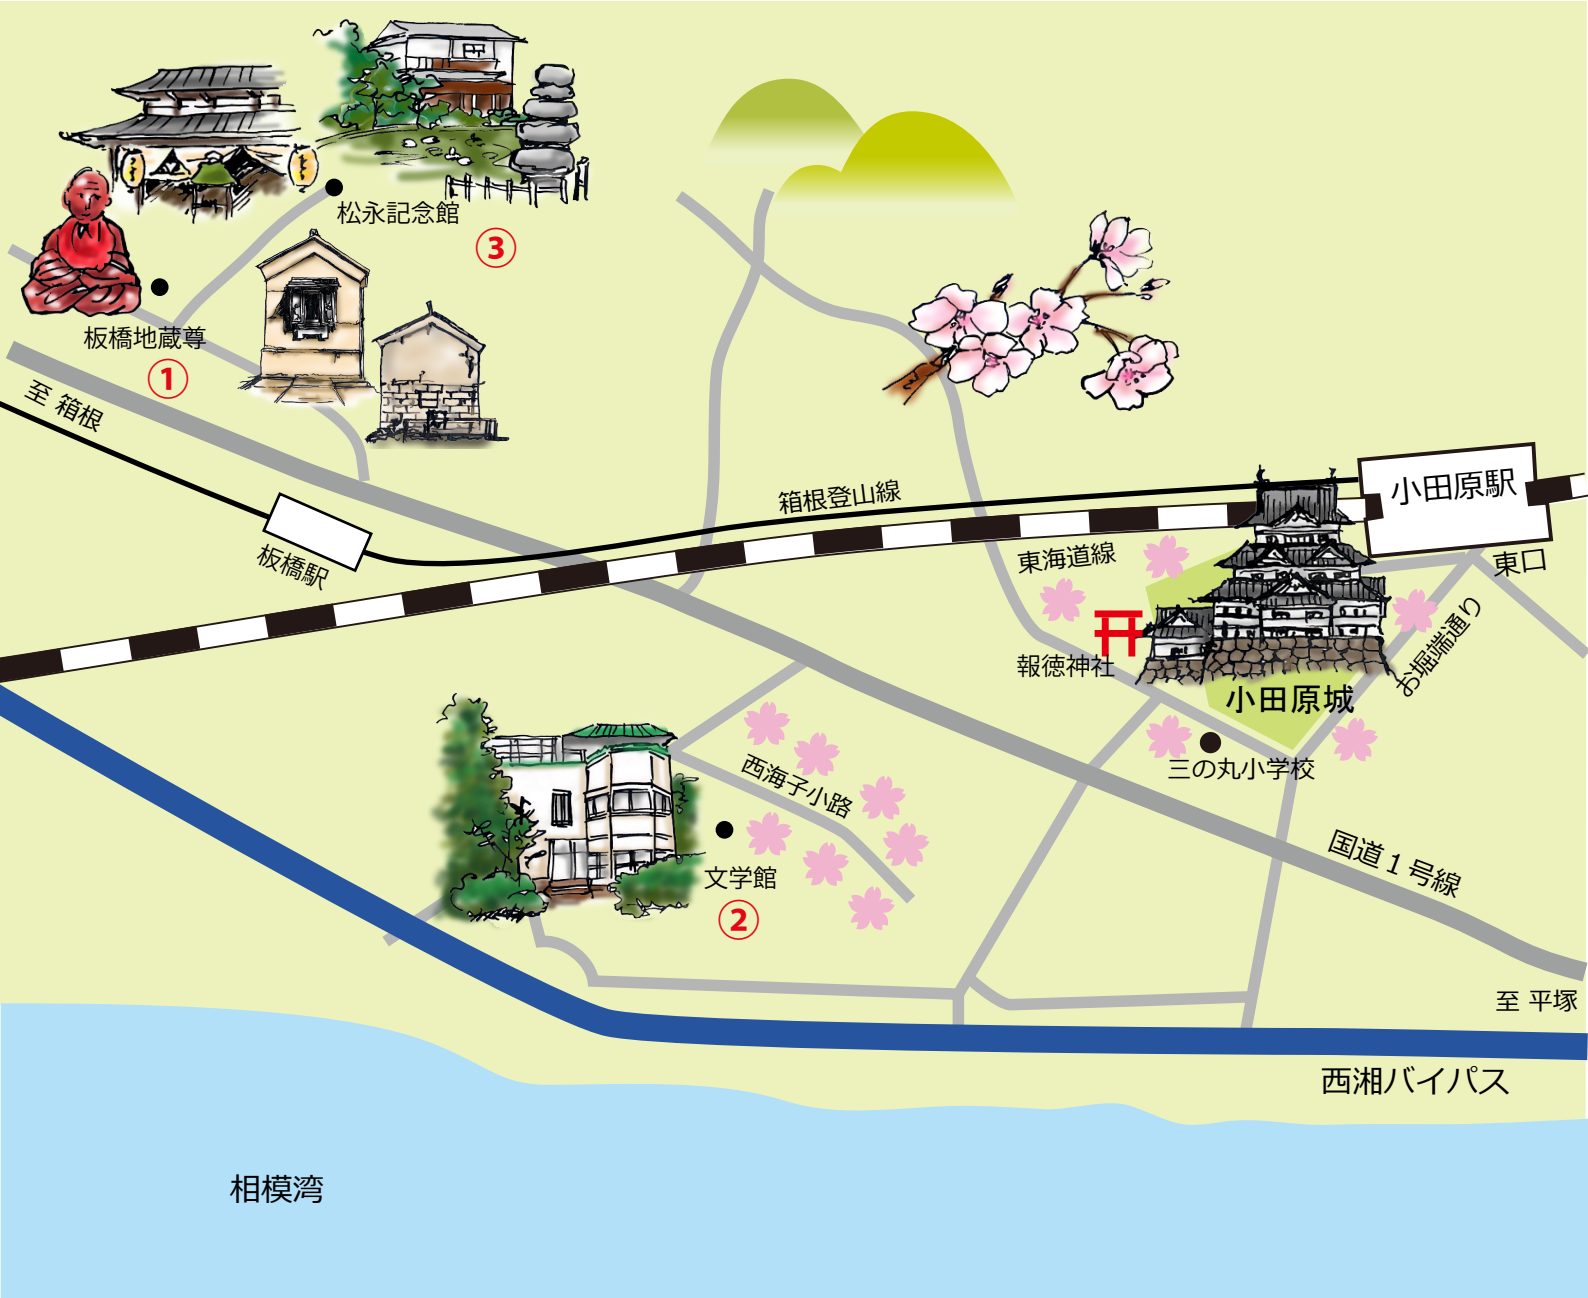 松永記念館
③
板橋地蔵尊
①
至 箱根
板橋駅
箱根登山線
東海道線
小田原駅
東口
お堀端通り
報徳神社
小田原城
三の丸小学校
西海子小路
文学館
②
国道1号線
至 平塚
西湘バイパス
相模湾